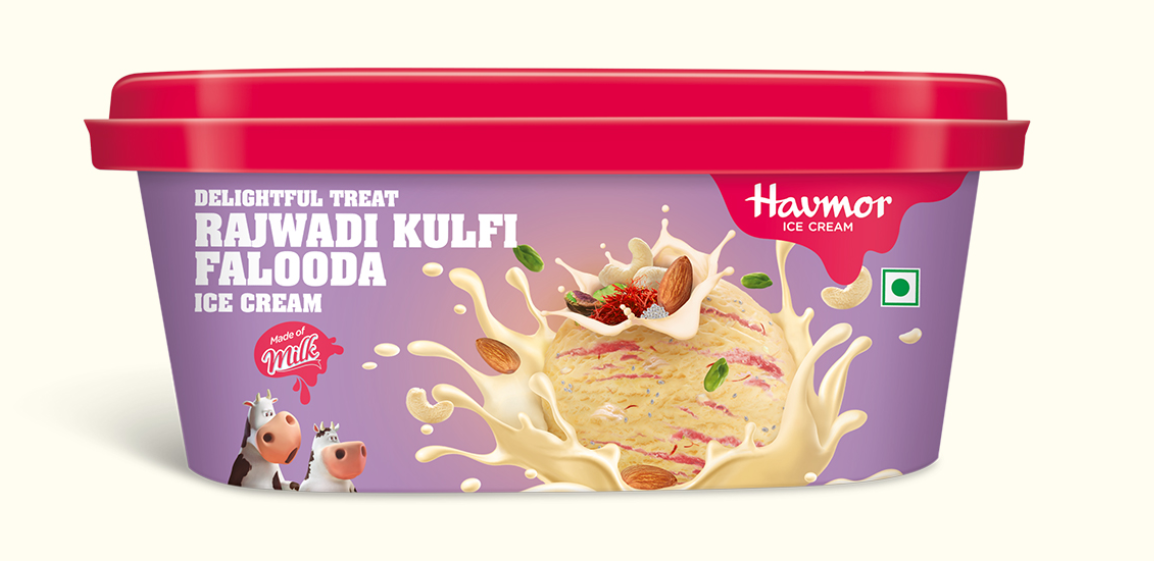 DELIGHTFUL TREAT
RAJWADI KULFI
FALOODA
ICE CREAM
Made of
Milk
Havmor
ICE CREAM